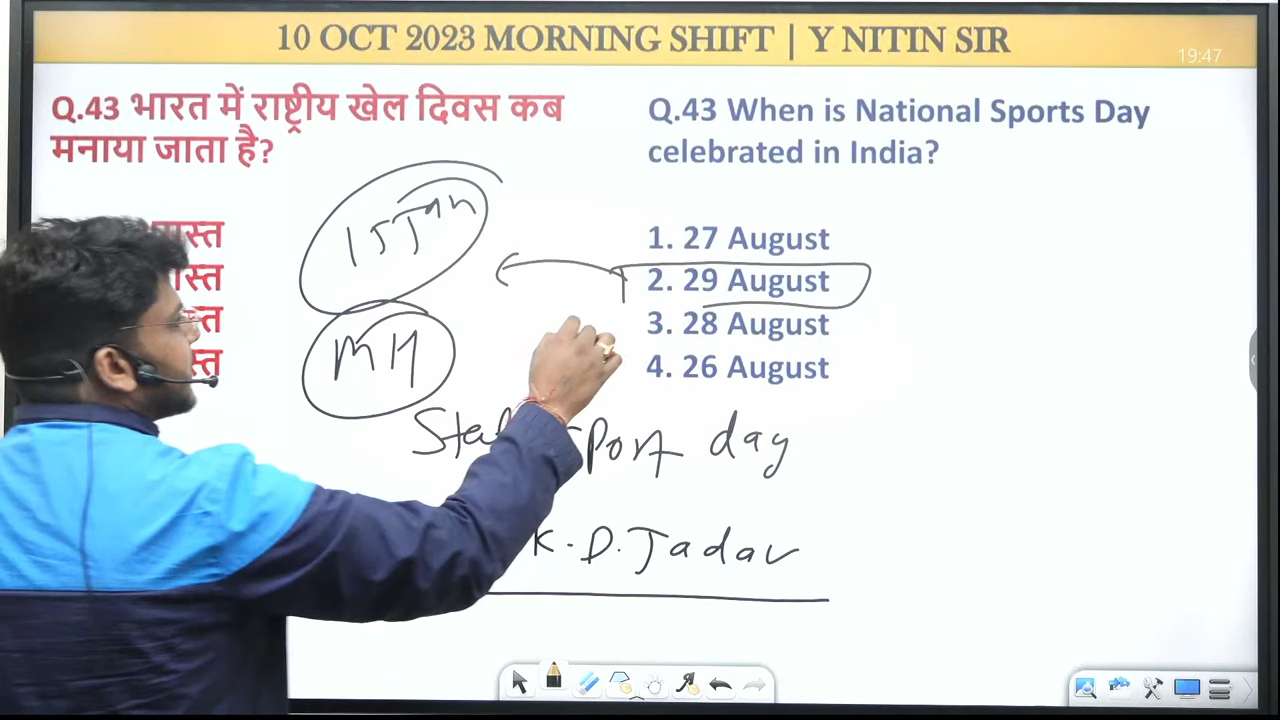 10 OCT 2023 MORNING SHIFT | Y NITIN SIR
19:47
Q.43 भारत में राष्ट्रीय खेल दिवस कब
मनाया जाता है?
Q.43 When is National Sports Day
celebrated in India?
1. 27 August
2. 29 August
3. 28 August
4. 26 August
15 Jan
MH
Sport day
K.D. Jadav